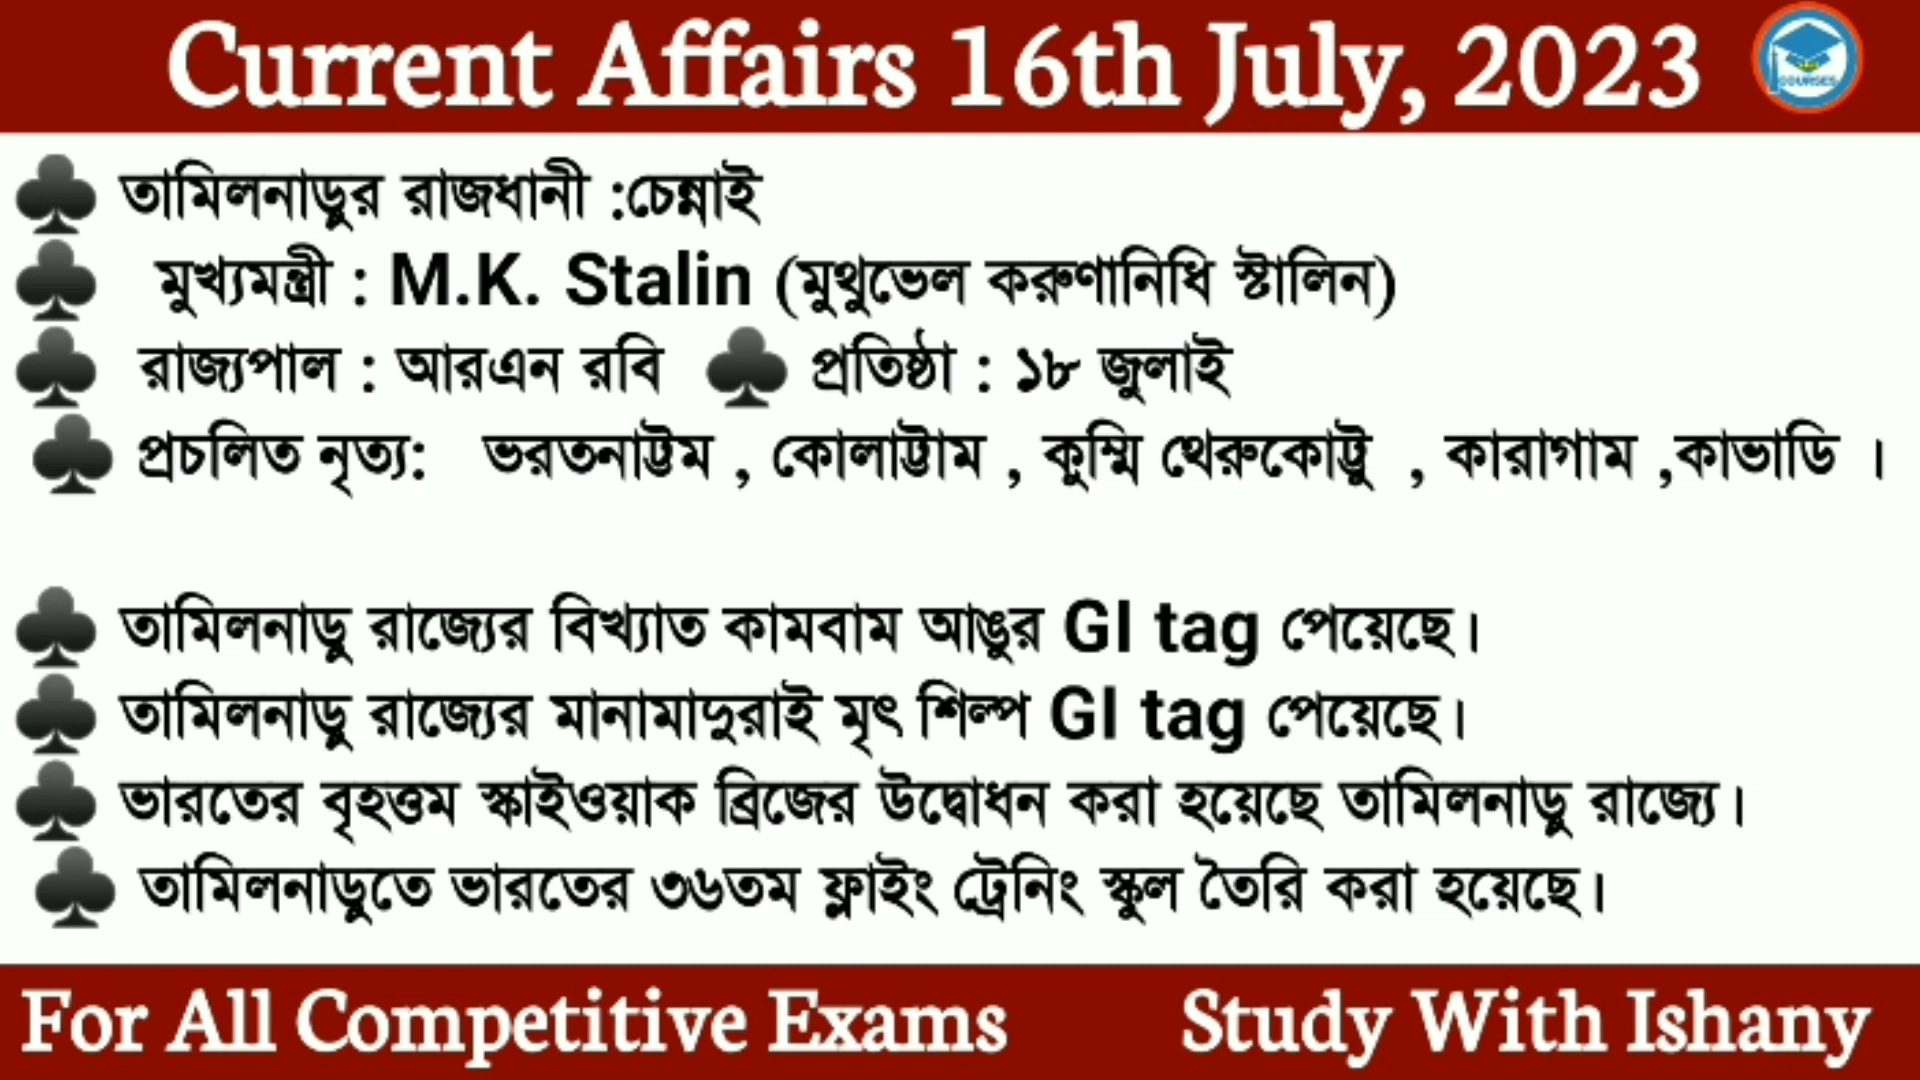 Current Affairs 16th July, 2023
COURSES
তামিলনাড়ুর রাজধানী :চেন্নাই
মুখ্যমন্ত্রী : M.K. Stalin (মুথুভেল করুণানিধি স্টালিন)
রাজ্যপাল : আরএন রবি ♣ প্রতিষ্ঠা : ১৮ জুলাই
প্রচলিত নৃত্য: ভরতনাট্টম , কোলাট্টাম , কুম্মি থেরুকোট্টু , কারাগাম ,কাভাডি ।
তামিলনাড়ু রাজ্যের বিখ্যাত কামবাম আঙুর GI tag পেয়েছে।
তামিলনাড়ু রাজ্যের মানামাদুরাই মৃৎ শিল্প GI tag পেয়েছে।
ভারতের বৃহত্তম স্কাইওয়াক ব্রিজের উদ্বোধন করা হয়েছে তামিলনাড়ু রাজ্যে।
তামিলনাড়ুতে ভারতের ৩৬তম ফ্লাইং ট্রেনিং স্কুল তৈরি করা হয়েছে।
For All Competitive Exams Study With Ishany